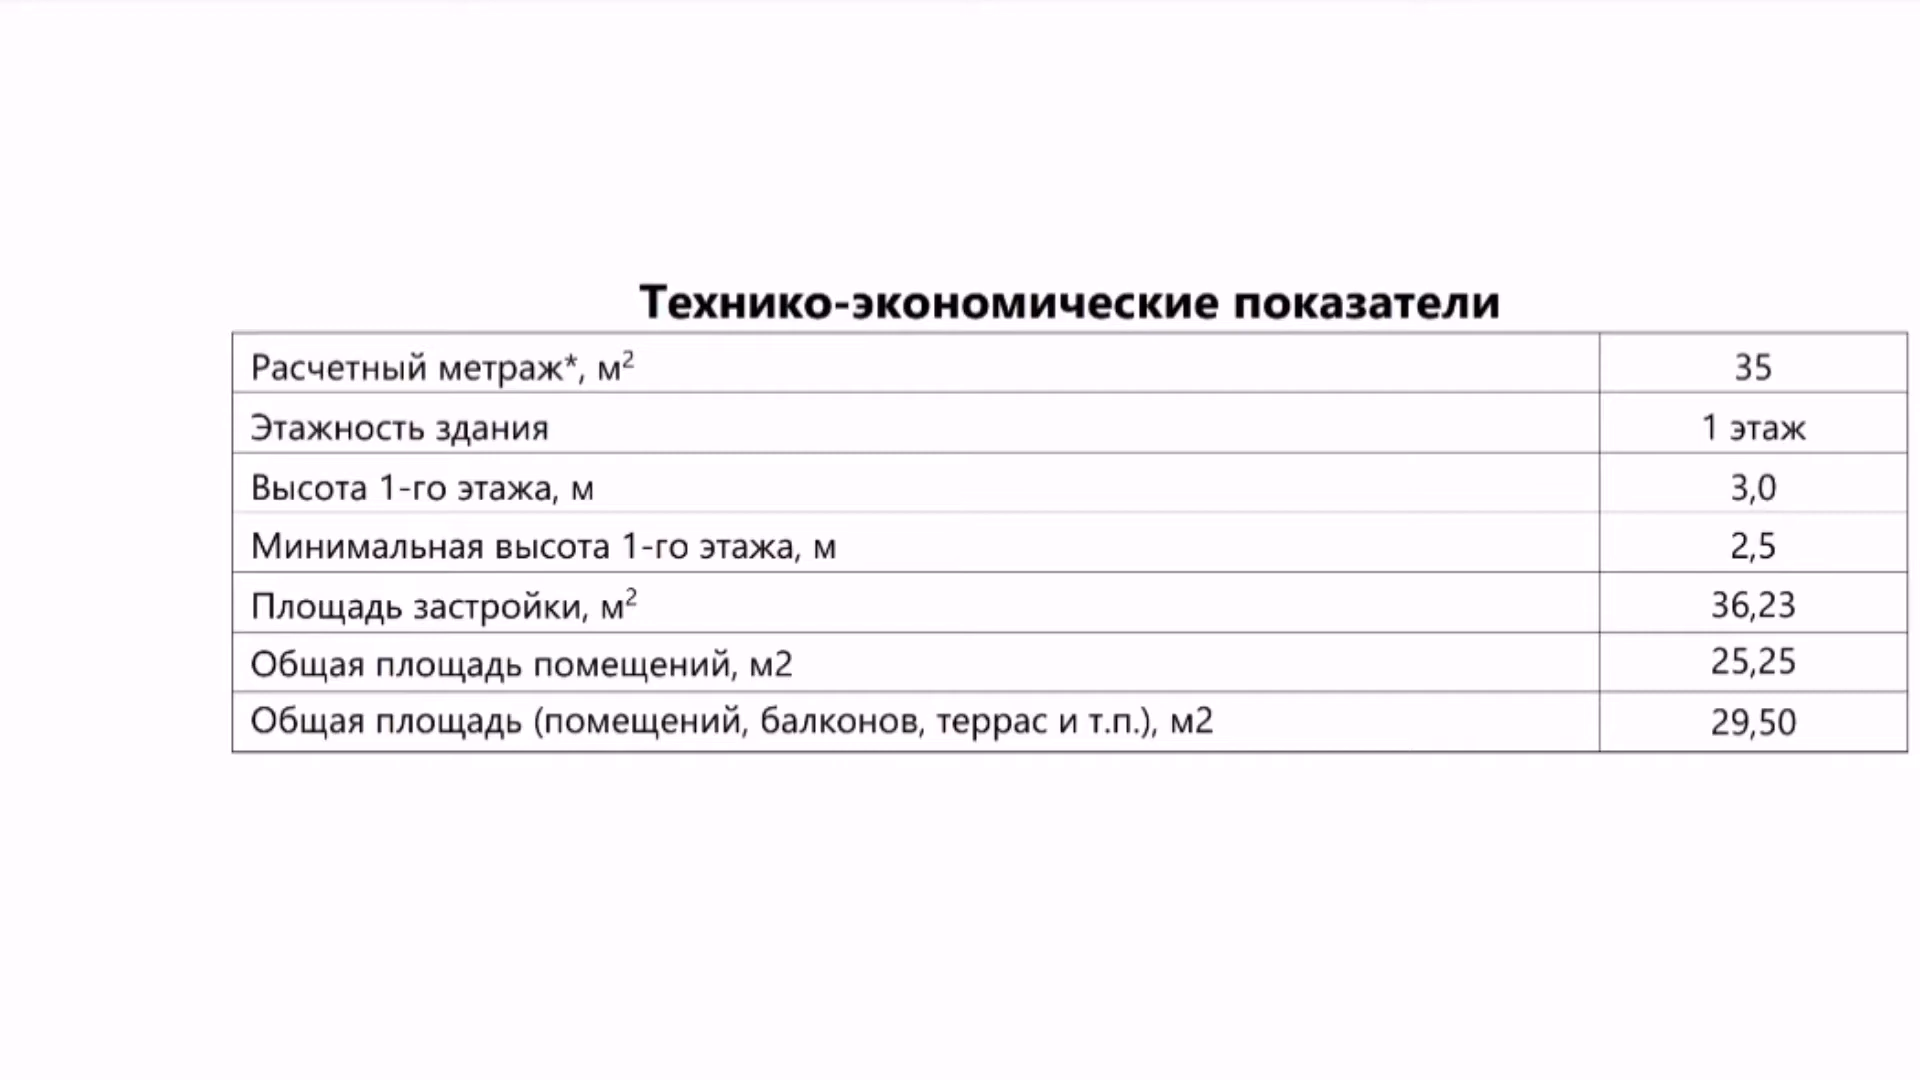 Технико-экономические показатели
Расчетный метраж*, м² 35
Этажность здания 1 этаж
Высота 1-го этажа, м 3,0
Минимальная высота 1-го этажа, м 2,5
Площадь застройки, м² 36,23
Общая площадь помещений, м2 25,25
Общая площадь (помещений, балконов, террас и т.п.), м2 29,50